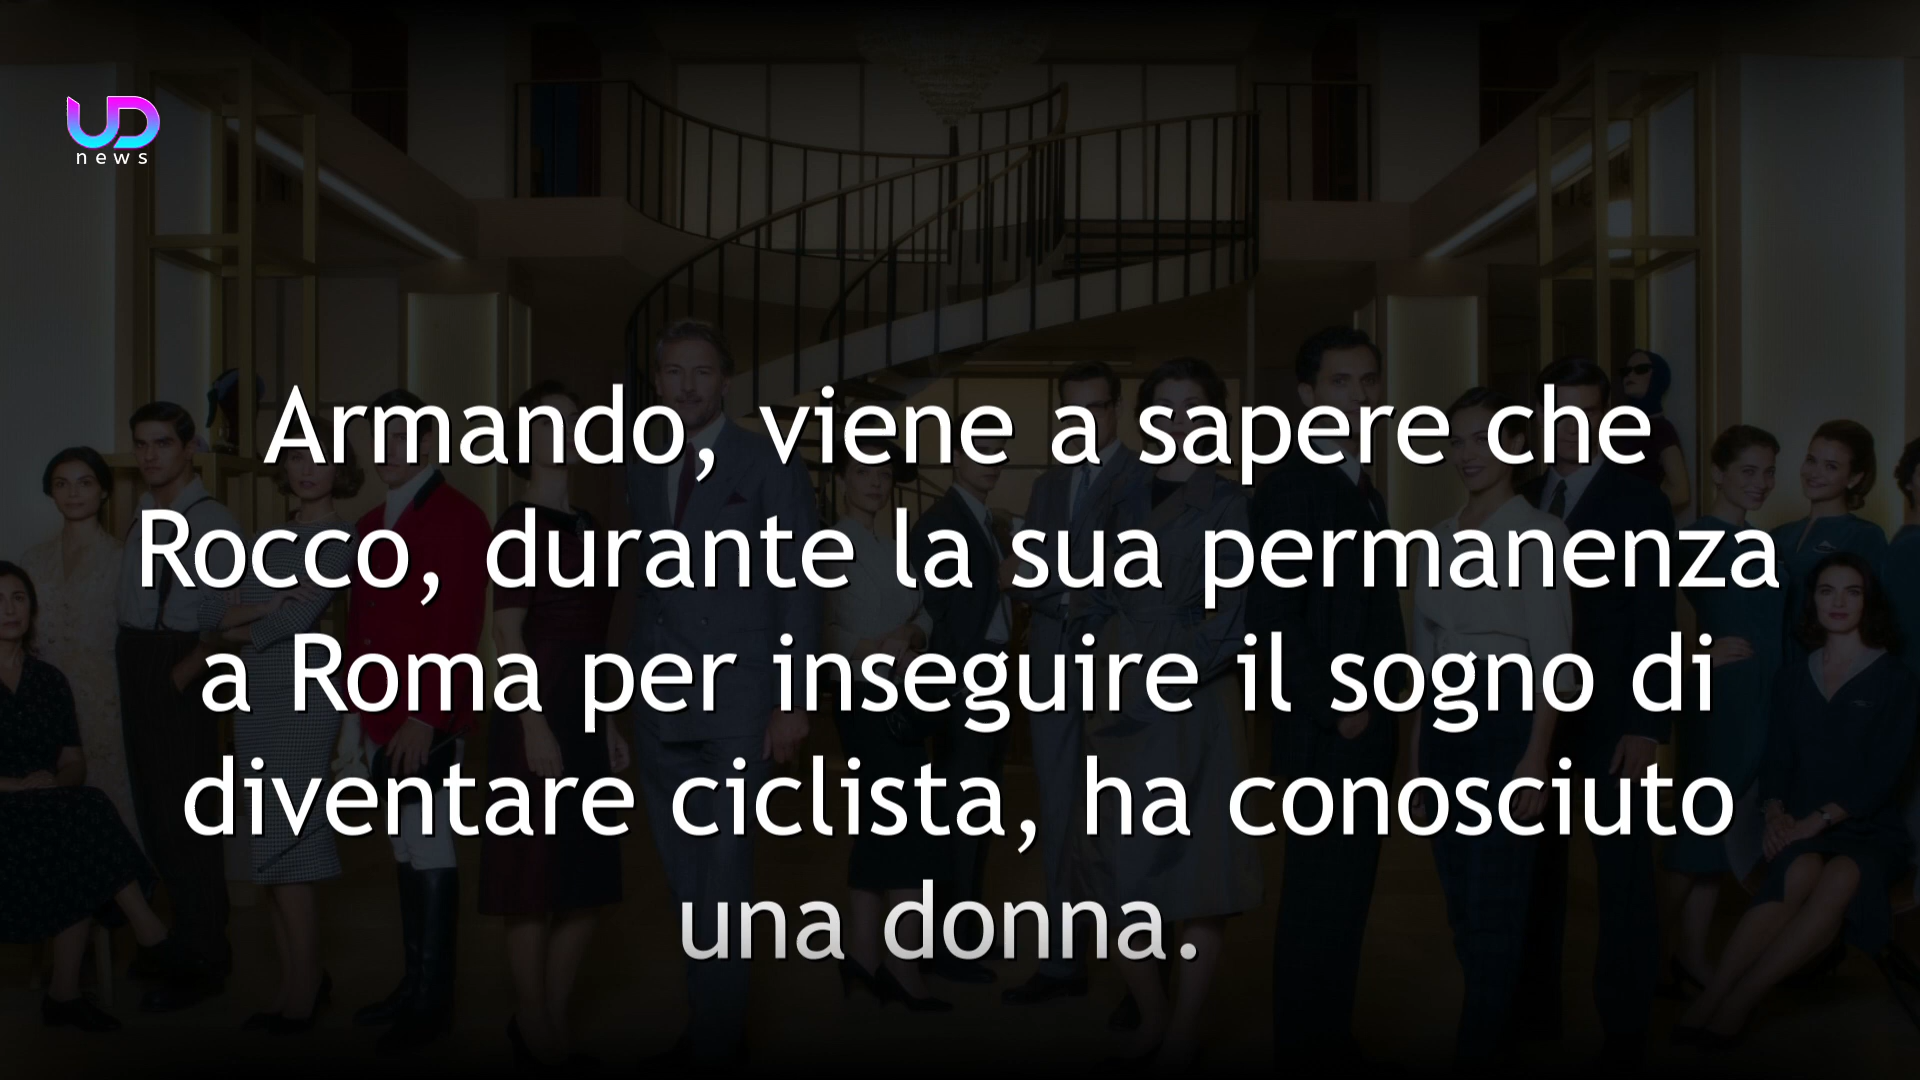 UD
news
Armando, viene a sapere che
Rocco, durante la sua permanenza
a Roma per inseguire il sogno di
diventare ciclista, ha conosciuto
una donna.